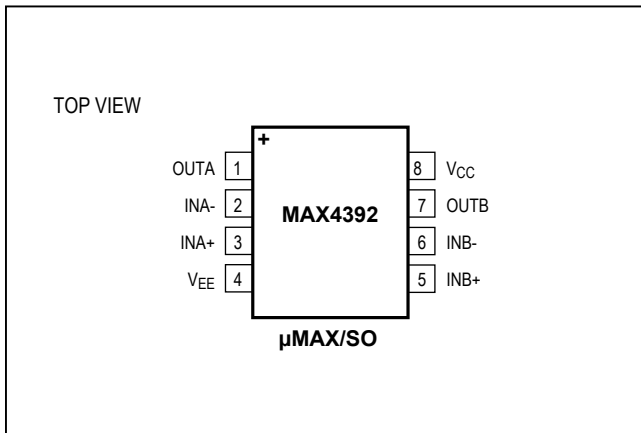 TOP VIEW
+
OUTA 1
INA- 2
INA+ 3
VEE 4
MAX4392
8 VCC
7 OUTB
6 INB-
5 INB+
µMAX/SO